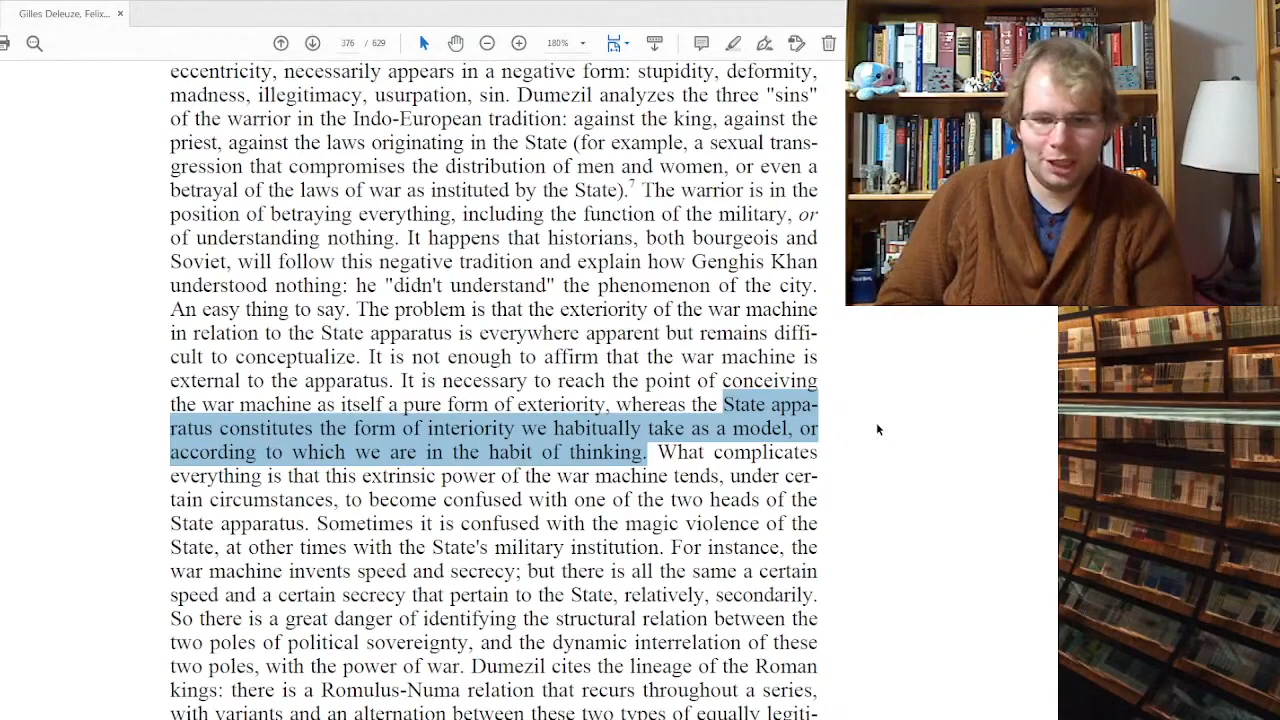 Gilles Deleuze, Felix...
376 / 629
180%
eccentricity, necessarily appears in a negative form: stupidity, deformity,
madness, illegitimacy, usurpation, sin. Dumezil analyzes the three "sins"
of the warrior in the Indo-European tradition: against the king, against the
priest, against the laws originating in the State (for example, a sexual trans-
gression that compromises the distribution of men and women, or even a
betrayal of the laws of war as instituted by the State).7 The warrior is in the
position of betraying everything, including the function of the military, or
of understanding nothing. It happens that historians, both bourgeois and
Soviet, will follow this negative tradition and explain how Genghis Khan
understood nothing: he "didn't understand" the phenomenon of the city.
An easy thing to say. The problem is that the exteriority of the war machine
in relation to the State apparatus is everywhere apparent but remains diffi-
cult to conceptualize. It is not enough to affirm that the war machine is
external to the apparatus. It is necessary to reach the point of conceiving
the war machine as itself a pure form of exteriority, whereas the State appa-
ratus constitutes the form of interiority we habitually take as a model, or
according to which we are in the habit of thinking. What complicates
everything is that this extrinsic power of the war machine tends, under cer-
tain circumstances, to become confused with one of the two heads of the
State apparatus. Sometimes it is confused with the magic violence of the
State, at other times with the State's military institution. For instance, the
war machine invents speed and secrecy; but there is all the same a certain
speed and a certain secrecy that pertain to the State, relatively, secondarily.
So there is a great danger of identifying the structural relation between the
two poles of political sovereignty, and the dynamic interrelation of these
two poles, with the power of war. Dumezil cites the lineage of the Roman
kings: there is a Romulus-Numa relation that recurs throughout a series,
with variants and an alternation between these two types of equally legiti-